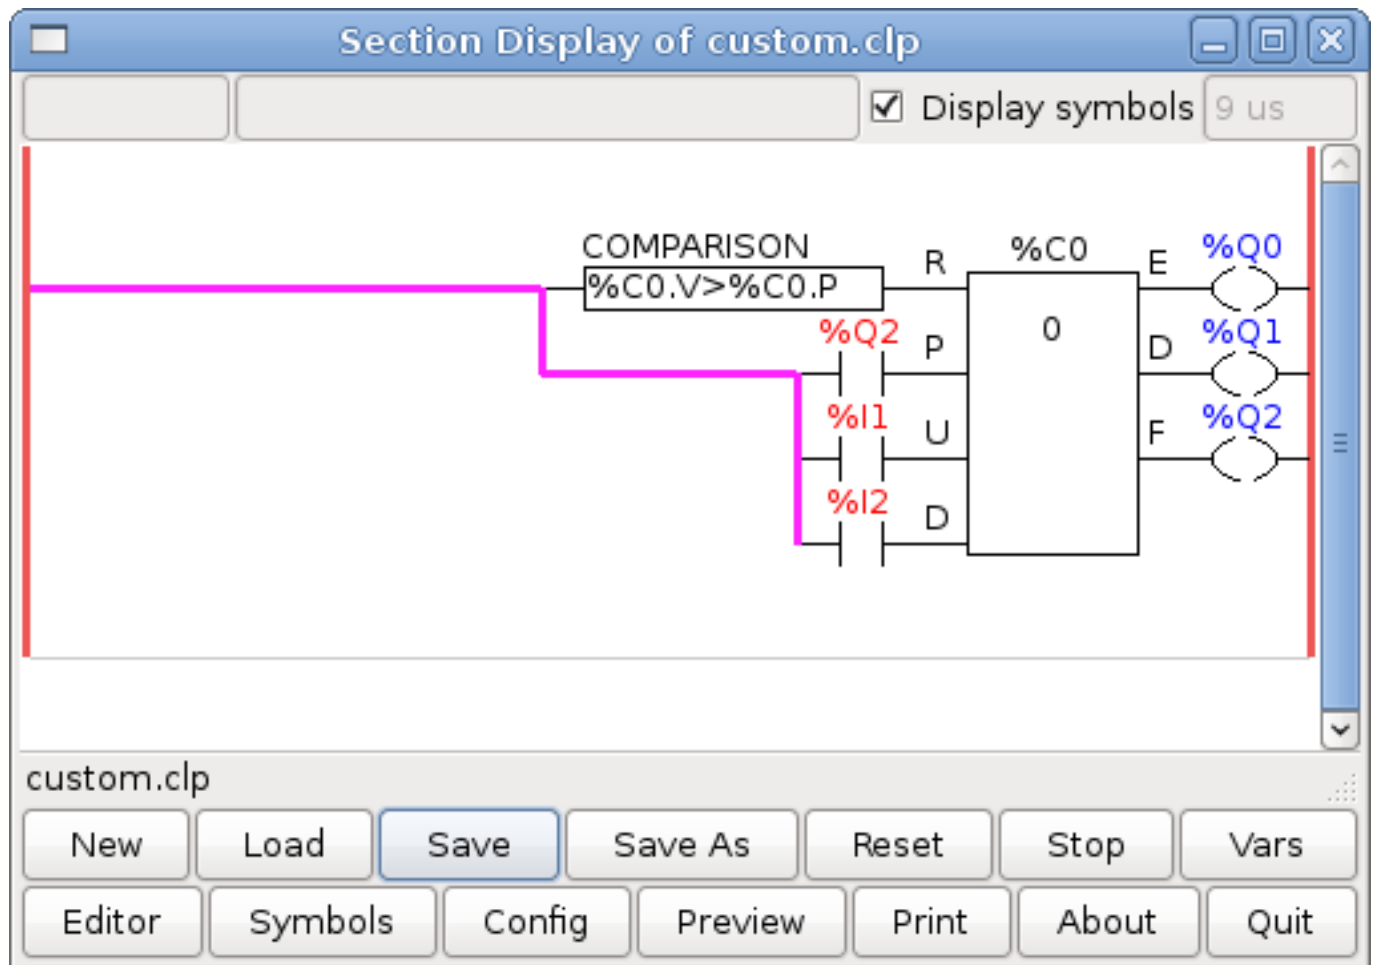 Section Display of custom.clp
Display symbols 9 us
COMPARISON %C0 %Q0
R E
%C0.V>%C0.P
%Q2 P 0 D %Q1
%I1 U F %Q2
%I2 D
custom.clp
New Load Save Save As Reset Stop Vars
Editor Symbols Config Preview Print About Quit